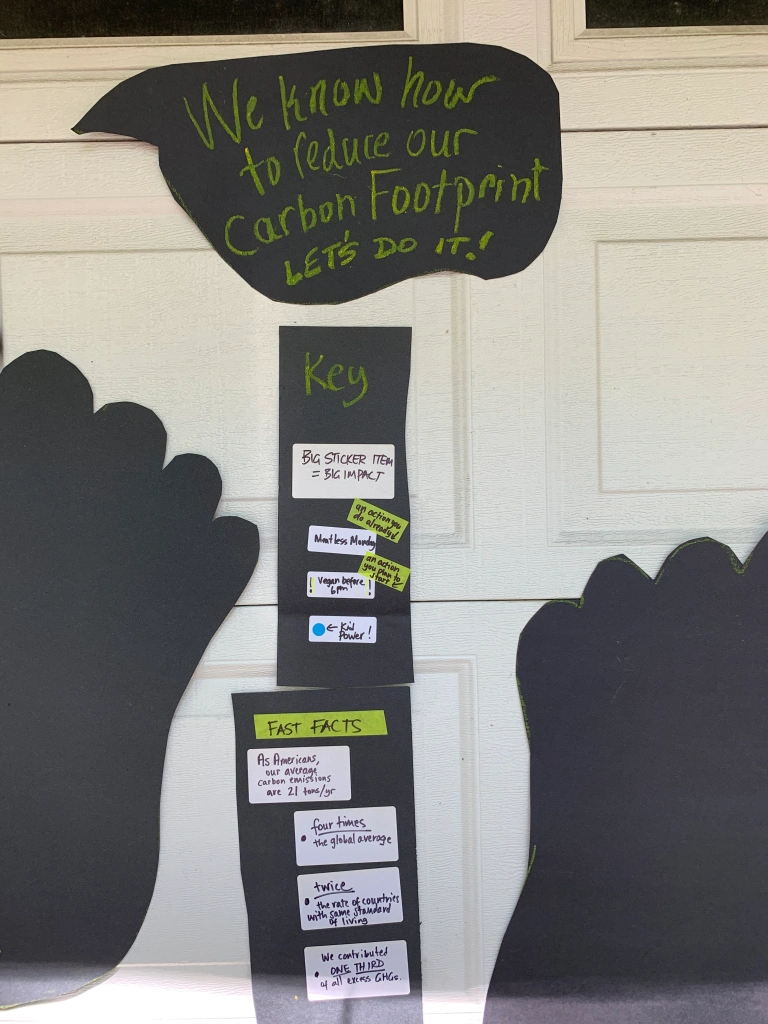 We know how
to reduce our
Carbon Footprint
LET'S DO IT!
Key
BIG STICKER ITEM
= BIG IMPACT
an action you
do already
Meatless Monday
an action
you plan to
start
! Vegan before !
6pm
← Kid
Power!
FAST FACTS
As Americans,
our average
carbon emissions
are 21 tons/yr
four times
• the global average
twice
• the rate of countries
with same standard
of living
We contributed
• ONE THIRD
of all excess GHGs.